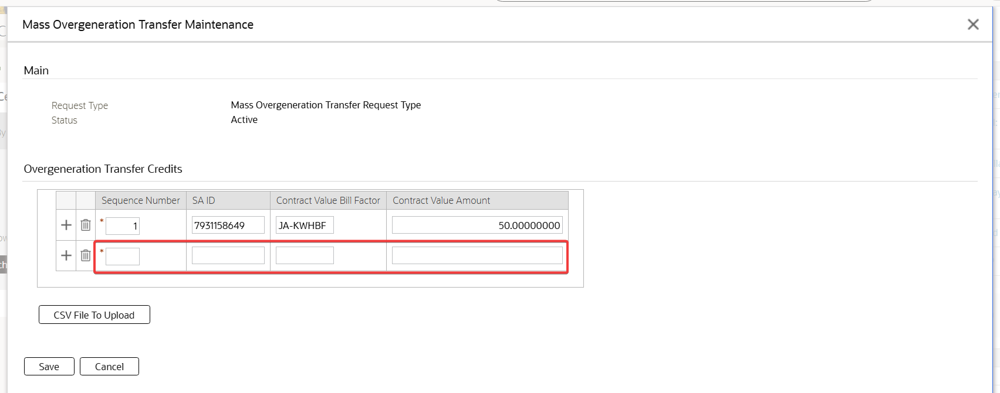 Mass Overgeneration Transfer Maintenance
Main
Request Type Mass Overgeneration Transfer Request Type
Status Active
Overgeneration Transfer Credits
Sequence Number SA ID Contract Value Bill Factor Contract Value Amount
* 1 7931158649 JA-KWHBF 50.00000000
*
CSV File To Upload
Save Cancel